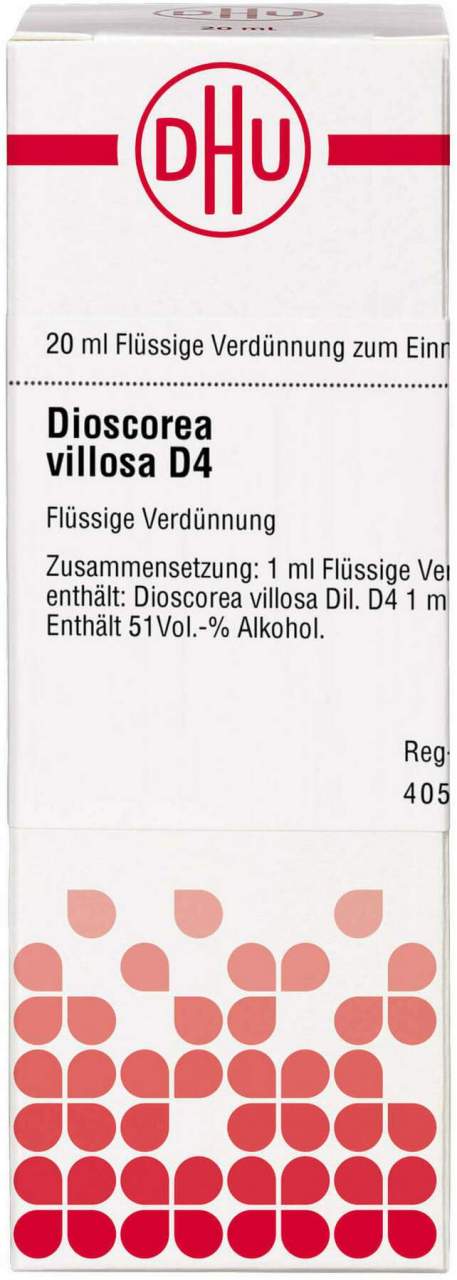 20 ml
DHU
20 ml Flüssige Verdünnung zum Einn
Dioscorea
villosa D4
Flüssige Verdünnung
Zusammensetzung: 1 ml Flüssige Ve
enthält: Dioscorea villosa Dil. D4 1 m
Enthält 51Vol.-% Alkohol.
Reg-
405